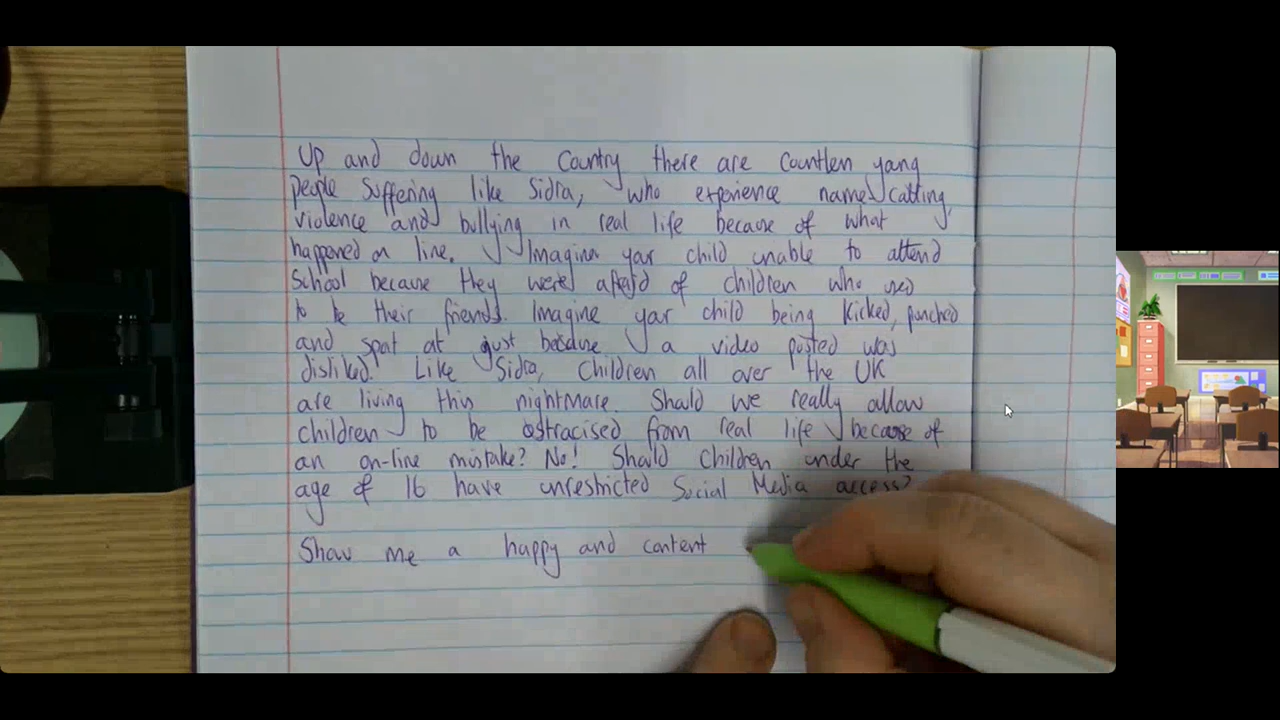 Up and down the Country there are Countless young
people suffering like Sidra, who experience name calling,
violence and bullying in real life because of what
happened on line. Imagine your child unable to attend
School because they were afraid of children who used
to be their friends. Imagine your child being kicked, punched
and spat at just because a video posted was
disliked. Like Sidra, Children all over the UK
are living this nightmare. Should we really allow
children to be ostracised from real life because of
an on-line mistake? No! Should Children under the
age of 16 have unrestricted Social Media access?
Show me a happy and content